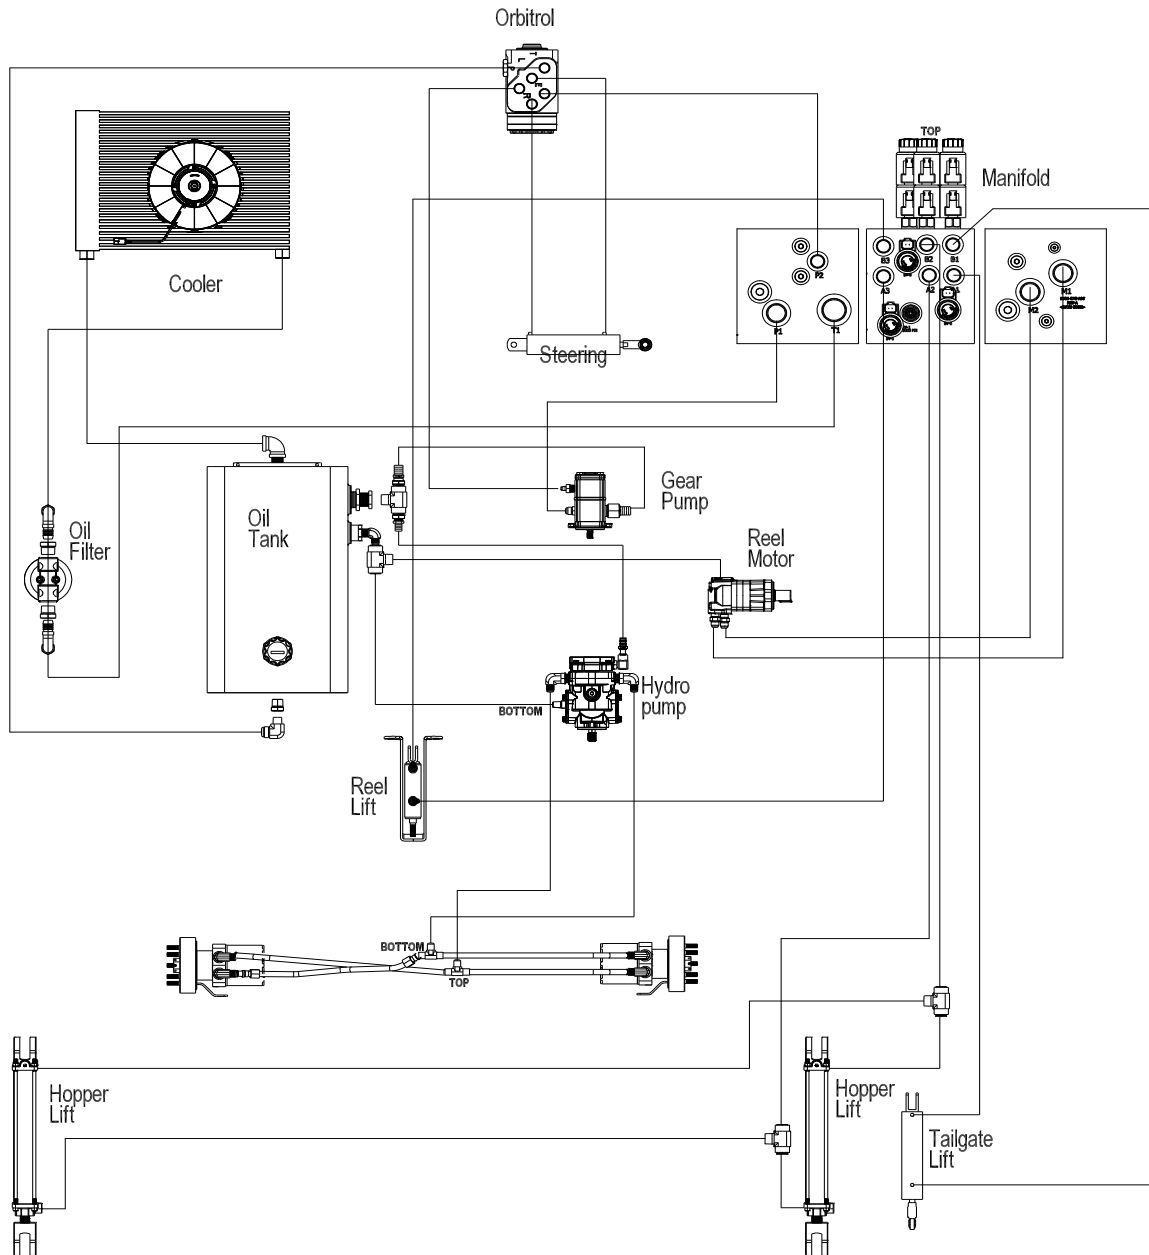 Orbitrol
T
L
E
R
TOP
Manifold
Cooler
B3
B2
B1
P2
A3
A2
M1
M2
P1
T1
Steering
Oil
Tank
Gear
Pump
Oil
Filter
Reel
Motor
Hydro
pump
BOTTOM
Reel
Lift
BOTTOM
TOP
Hopper
Lift
Hopper
Lift
Tailgate
Lift